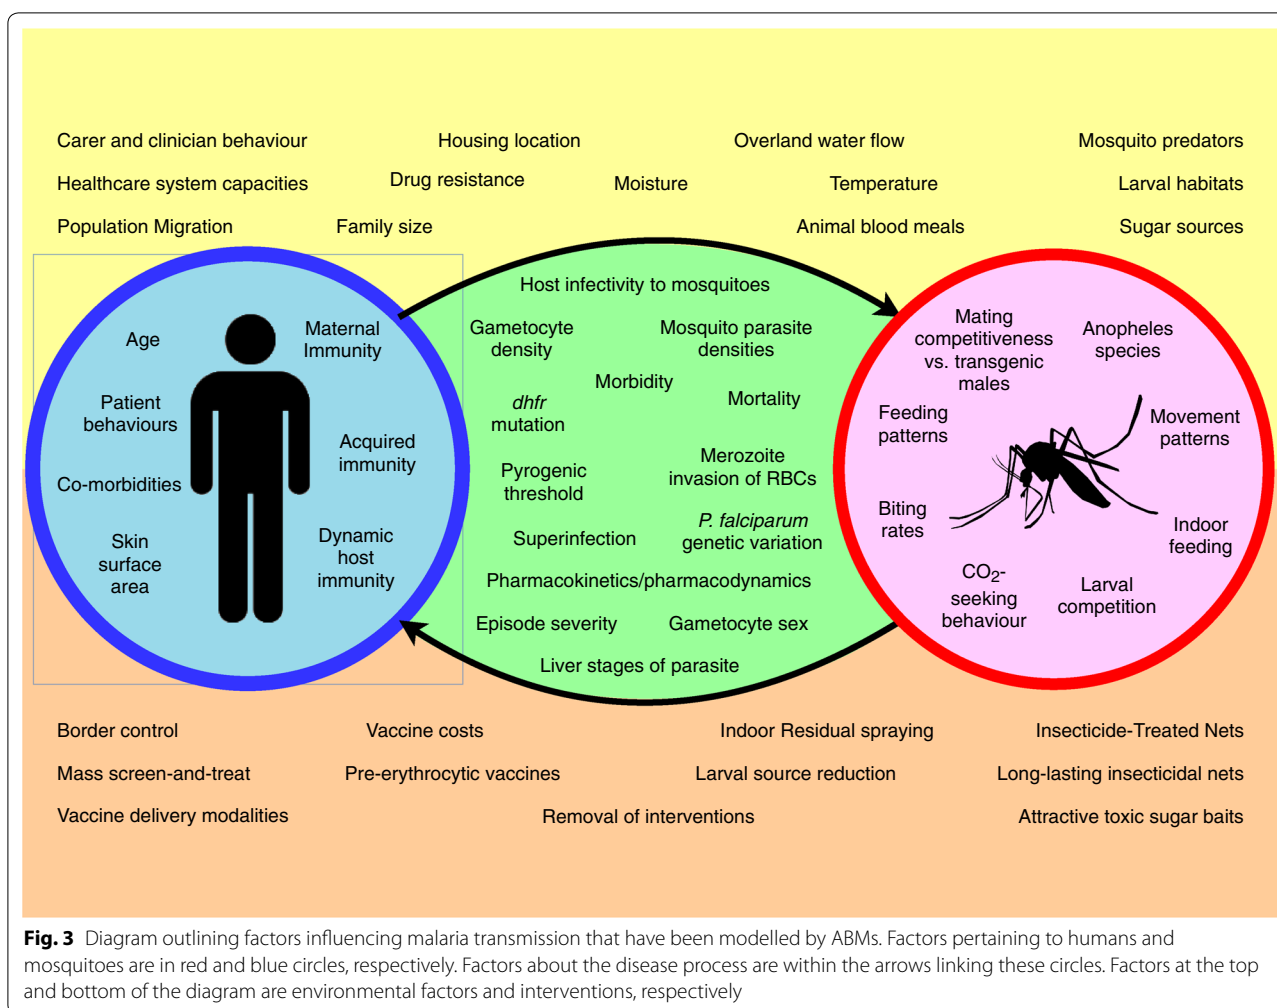 Carer and clinician behaviour
Housing location
Overland water flow
Mosquito predators
Healthcare system capacities
Drug resistance
Moisture
Temperature
Larval habitats
Population Migration
Family size
Animal blood meals
Sugar sources
Age
Maternal
Immunity
Patient
behaviours
Acquired
immunity
Co-morbidities
Skin
surface
area
Dynamic
host
immunity
Host infectivity to mosquitoes
Gametocyte
density
Mosquito parasite
densities
Morbidity
Mortality
dhfr
mutation
Pyrogenic
threshold
Merozoite
invasion of RBCs
Superinfection
P. falciparum
genetic variation
Pharmacokinetics/pharmacodynamics
Episode severity
Gametocyte sex
Liver stages of parasite
Mating
competitiveness
vs. transgenic
males
Anopheles
species
Feeding
patterns
Movement
patterns
Biting
rates
Indoor
feeding
CO2-
seeking
behaviour
Larval
competition
Border control
Vaccine costs
Indoor Residual spraying
Insecticide-Treated Nets
Mass screen-and-treat
Pre-erythrocytic vaccines
Larval source reduction
Long-lasting insecticidal nets
Vaccine delivery modalities
Removal of interventions
Attractive toxic sugar baits
Fig. 3 Diagram outlining factors influencing malaria transmission that have been modelled by ABMs. Factors pertaining to humans and
mosquitoes are in red and blue circles, respectively. Factors about the disease process are within the arrows linking these circles. Factors at the top
and bottom of the diagram are environmental factors and interventions, respectively